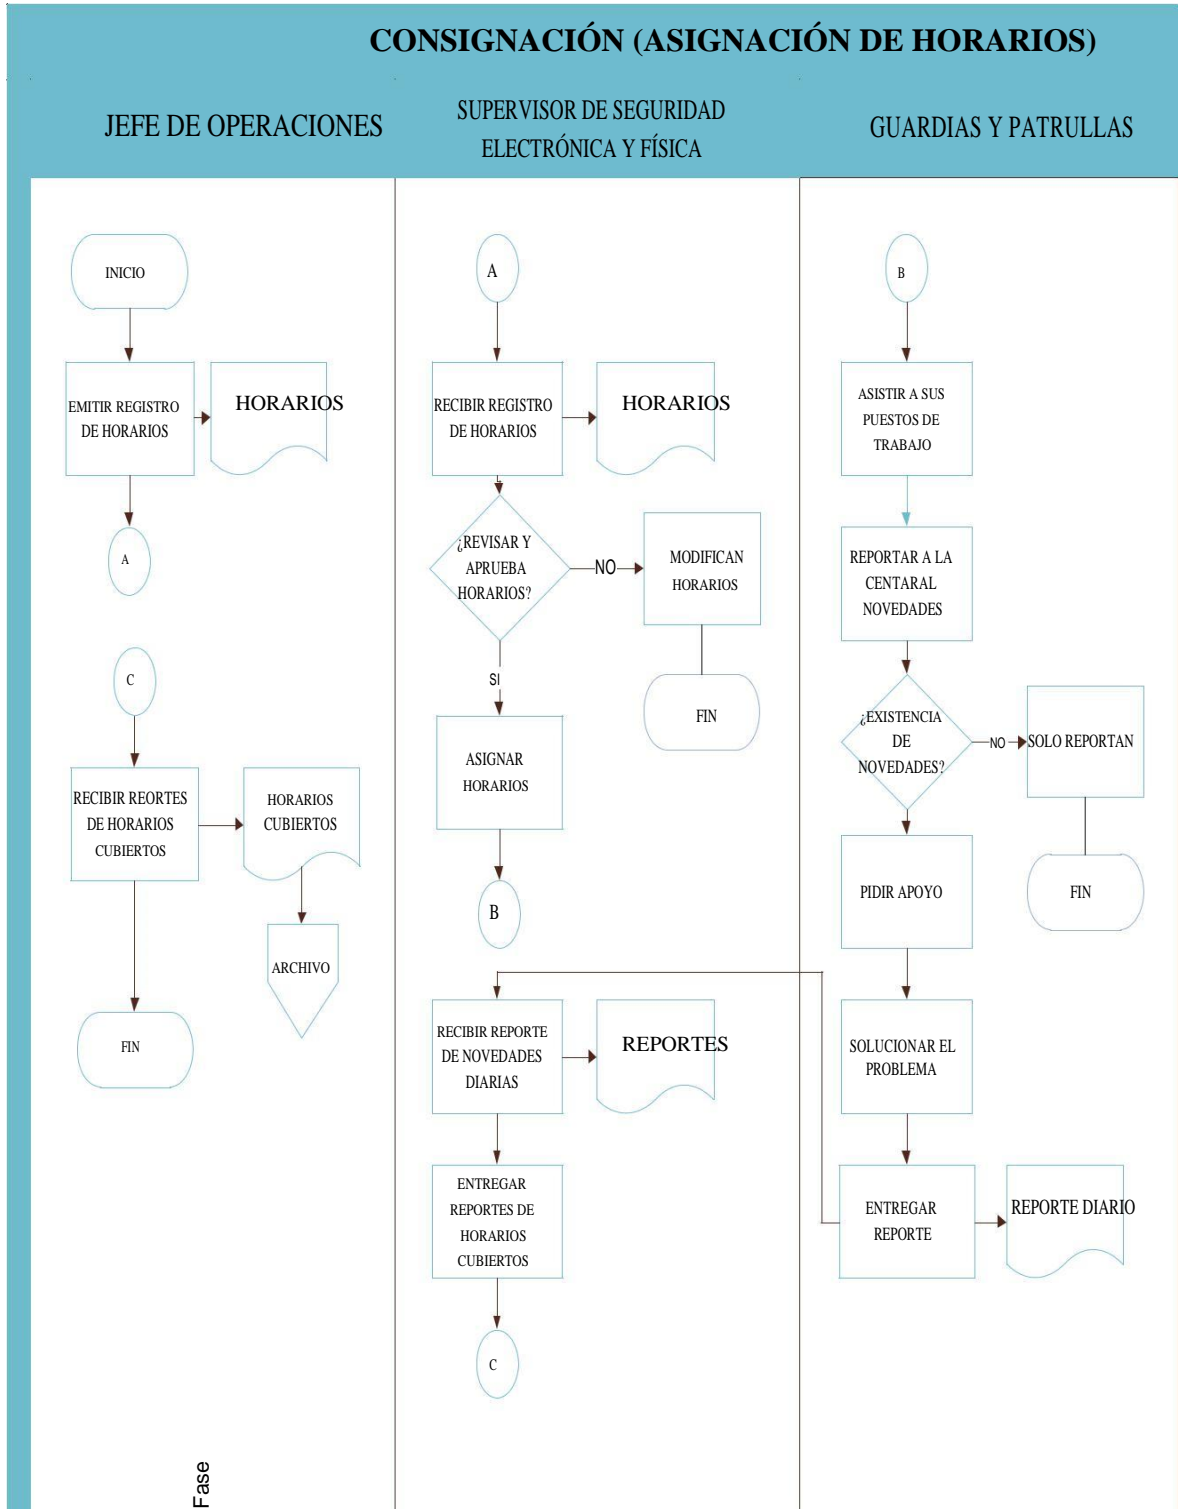 CONSIGNACIÓN (ASIGNACIÓN DE HORARIOS)
JEFE DE OPERACIONES
SUPERVISOR DE SEGURIDAD
ELECTRÓNICA Y FÍSICA
GUARDIAS Y PATRULLAS
INICIO
EMITIR REGISTRO
DE HORARIOS
HORARIOS
A
C
RECIBIR REORTES
DE HORARIOS
CUBIERTOS
HORARIOS
CUBIERTOS
ARCHIVO
FIN
A
RECIBIR REGISTRO
DE HORARIOS
HORARIOS
¿REVISAR Y
APRUEBA
HORARIOS?
NO
MODIFICAN
HORARIOS
FIN
SI
ASIGNAR
HORARIOS
B
RECIBIR REPORTE
DE NOVEDADES
DIARIAS
REPORTES
ENTREGAR
REPORTES DE
HORARIOS
CUBIERTOS
C
B
ASISTIR A SUS
PUESTOS DE
TRABAJO
REPORTAR A LA
CENTARAL
NOVEDADES
¿EXISTENCIA
DE
NOVEDADES?
NO
SOLO REPORTAN
FIN
PIDIR APOYO
SOLUCIONAR EL
PROBLEMA
ENTREGAR
REPORTE
REPORTE DIARIO
Fase